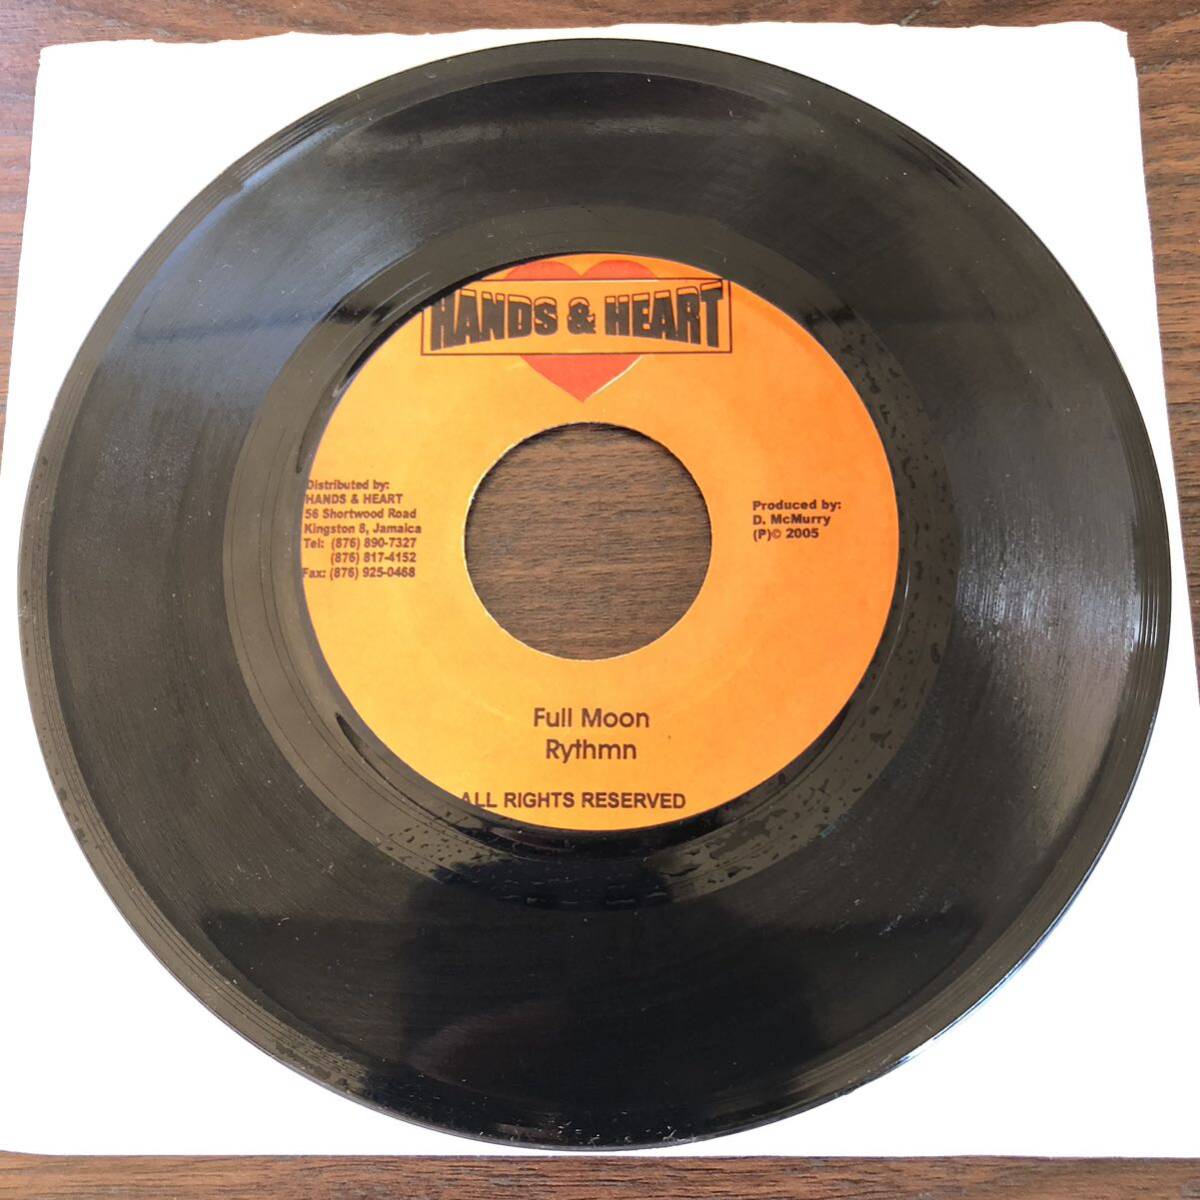 HANDS & HEART
Distributed by:
HANDS & HEART
56 Shortwood Road
Kingston 8, Jamaica
Tel: (876) 890-7327
(876) 817-4152
Fax: (876) 925-0468
Produced by:
D. McMurry
(P)© 2005
Full Moon
Rythmn
ALL RIGHTS RESERVED